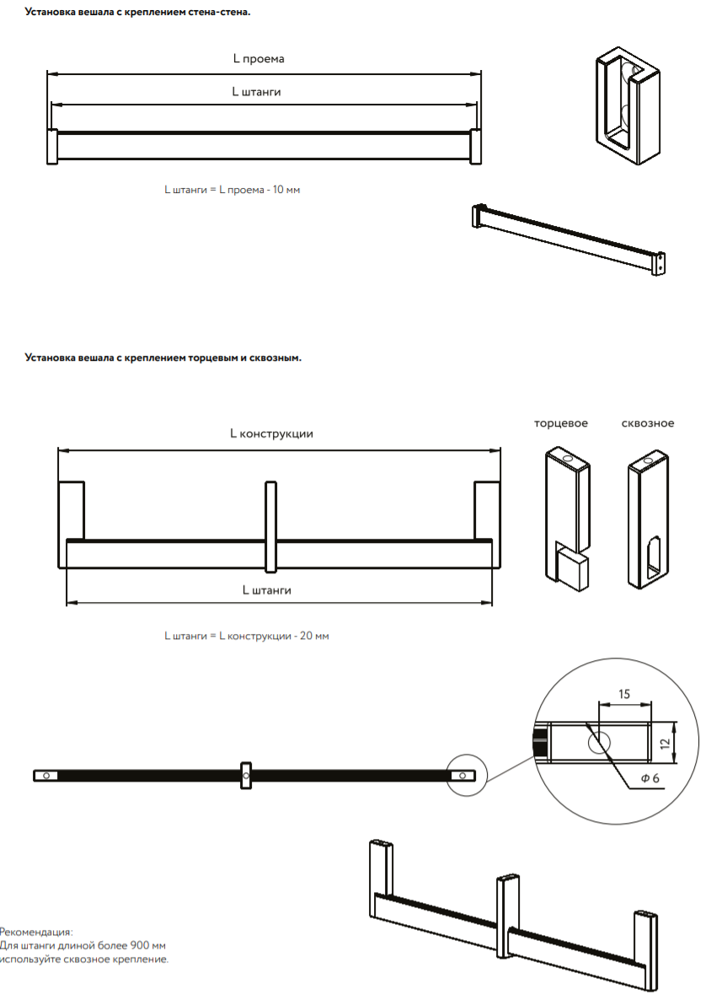 Установка вешала с креплением стена-стена.
L проема
L штанги
L штанги = L проема - 10 мм
Установка вешала с креплением торцевым и сквозным.
торцевое сквозное
L конструкции
L штанги
L штанги = L конструкции - 20 мм
15
12
Ф 6
Рекомендация:
Для штанги длиной более 900 мм
используйте сквозное крепление.